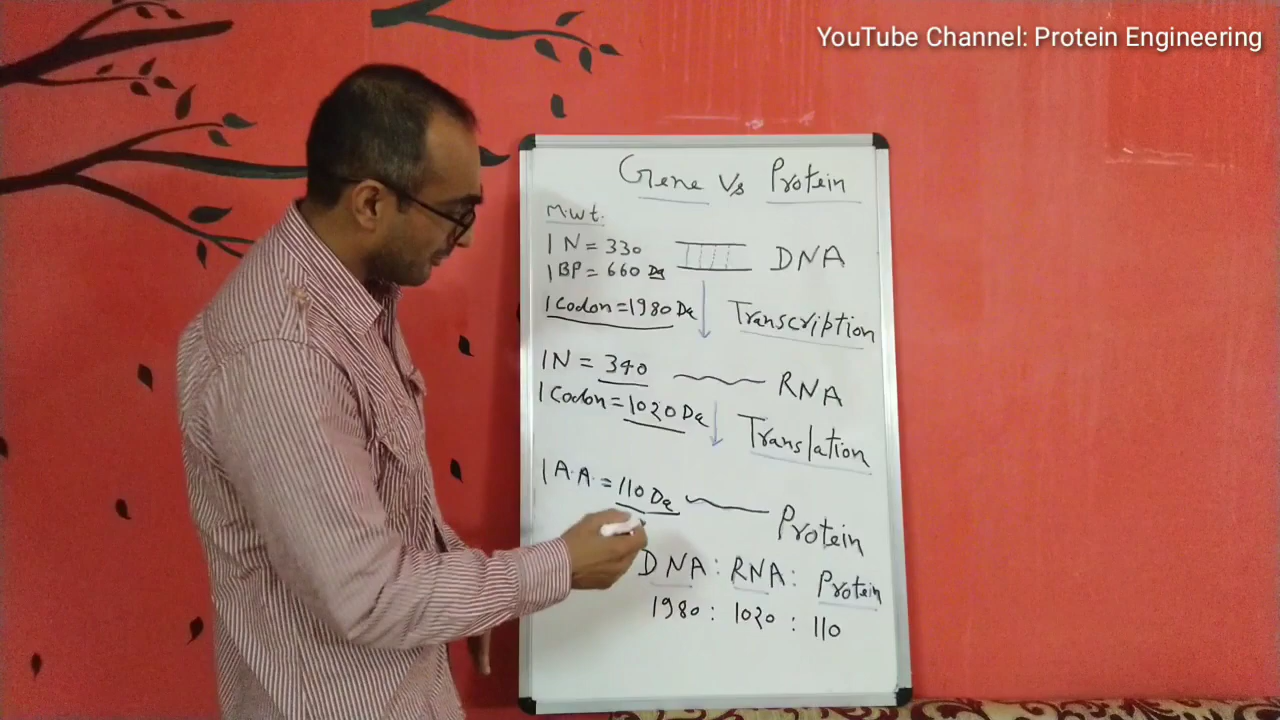 YouTube Channel: Protein Engineering
Gene Vs Protein
M.wt.
1 N = 330
DNA
1 BP = 660 Da
1 Codon = 1980 Da
Transcription
1 N = 340
RNA
1 Codon = 1020 Da
Translation
1 A.A. = 110 Da
Protein
DNA : RNA : Protein
1980 : 1020 : 110